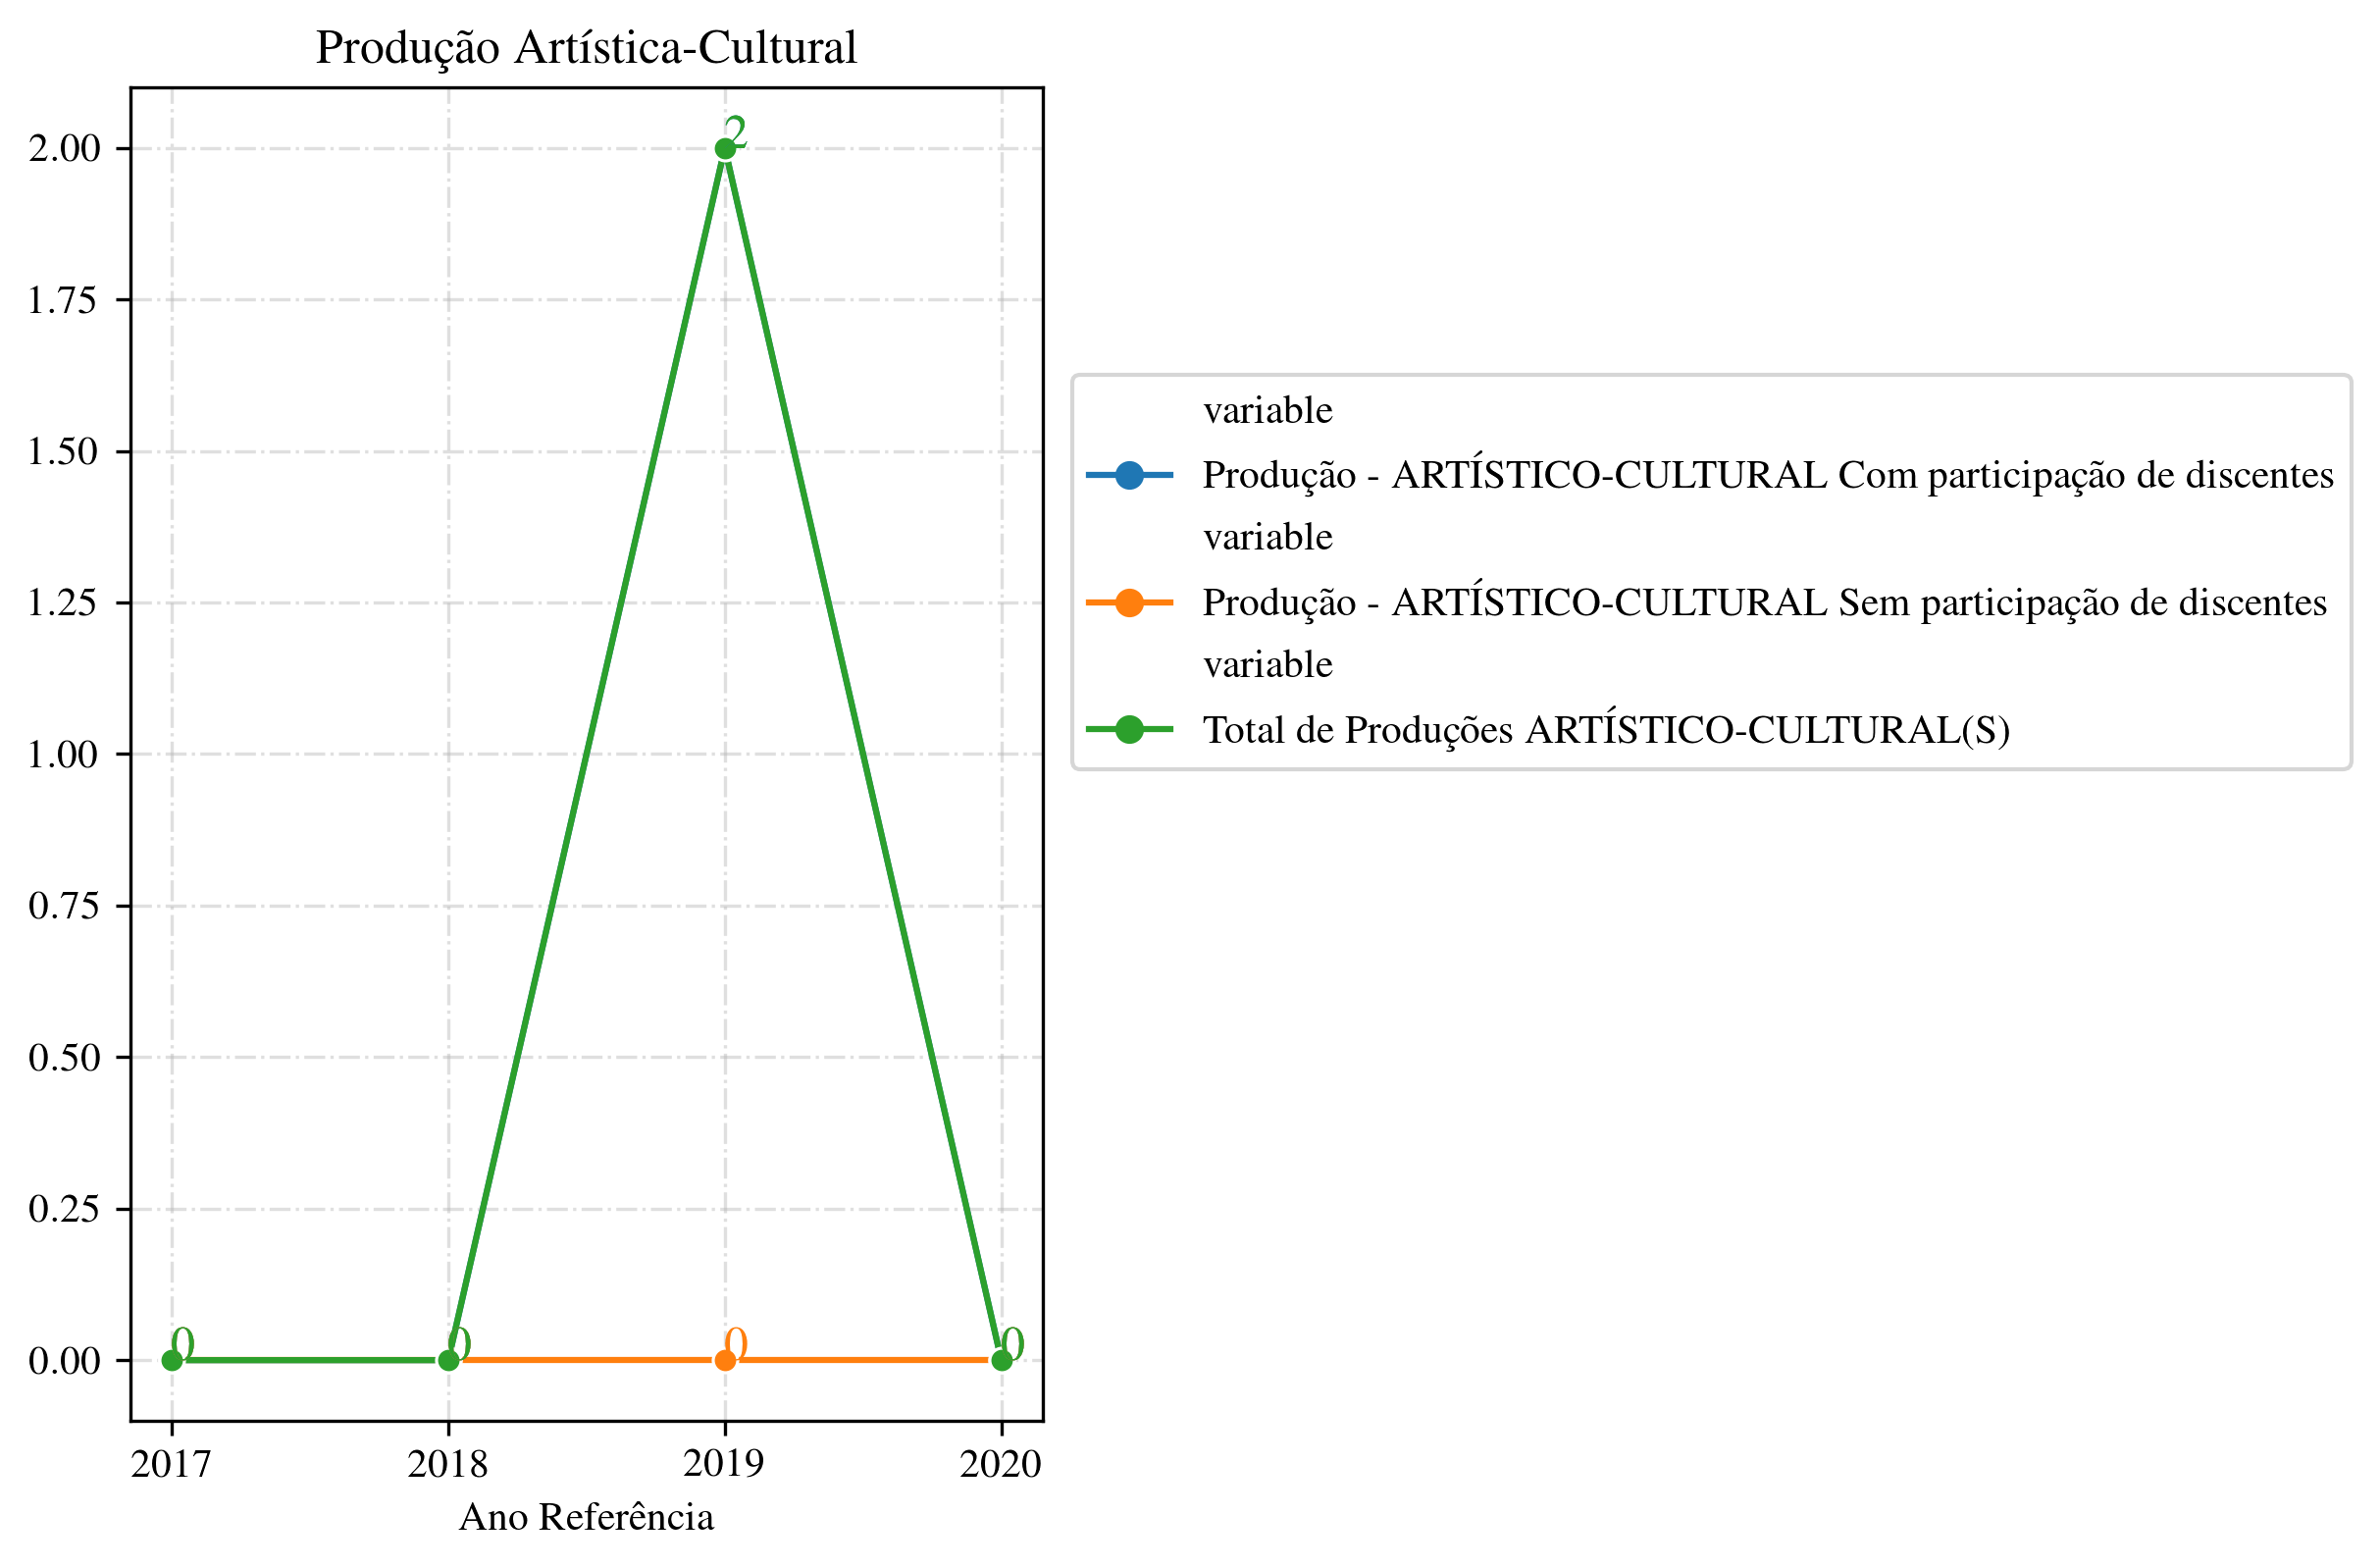 Produção Artística-Cultural
2.00
1.75
1.50
1.25
1.00
0.75
0.50
0.25
0.00
2
0
0
0
0
2017
2018
2019
2020
Ano Referência
variable
Produção - ARTÍSTICO-CULTURAL Com participação de discentes
variable
Produção - ARTÍSTICO-CULTURAL Sem participação de discentes
variable
Total de Produções ARTÍSTICO-CULTURAL(S)